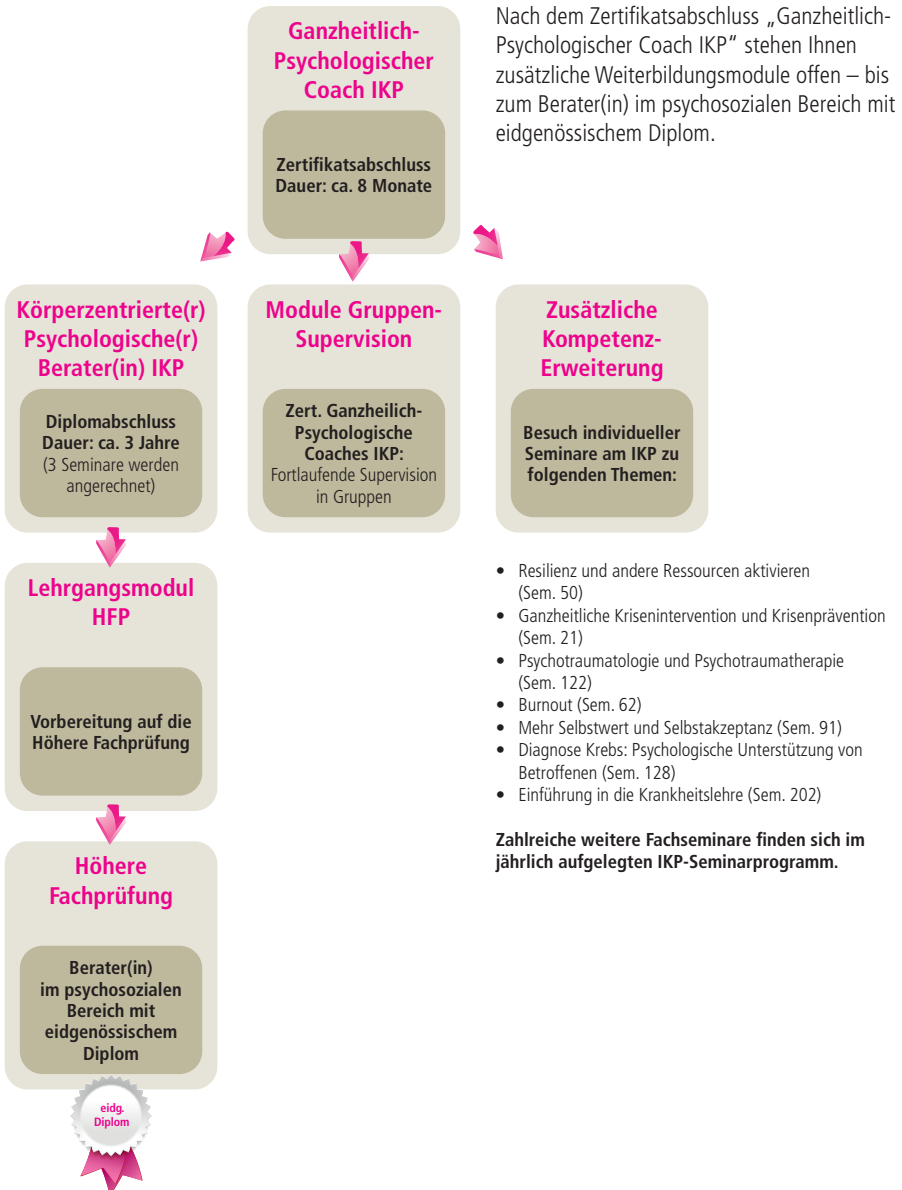 Ganzheitlich-
Psychologischer
Coach IKP
Zertifikatsabschluss
Dauer: ca. 8 Monate
Nach dem Zertifikatsabschluss „Ganzheitlich-
Psychologischer Coach IKP“ stehen Ihnen
zusätzliche Weiterbildungsmodule offen – bis
zum Berater(in) im psychosozialen Bereich mit
eidgenössischem Diplom.
Körperzentrierte(r)
Psychologische(r)
Berater(in) IKP
Diplomabschluss
Dauer: ca. 3 Jahre
(3 Seminare werden
angerechnet)
Module Gruppen-
Supervision
Zert. Ganzheilich-
Psychologische
Coaches IKP:
Fortlaufende Supervision
in Gruppen
Zusätzliche
Kompetenz-
Erweiterung
Besuch individueller
Seminare am IKP zu
folgenden Themen:
• Resilienz und andere Ressourcen aktivieren
(Sem. 50)
• Ganzheitliche Krisenintervention und Krisenprävention
(Sem. 21)
• Psychotraumatologie und Psychotraumatherapie
(Sem. 122)
• Burnout (Sem. 62)
• Mehr Selbstwert und Selbstakzeptanz (Sem. 91)
• Diagnose Krebs: Psychologische Unterstützung von
Betroffenen (Sem. 128)
• Einführung in die Krankheitslehre (Sem. 202)
Zahlreiche weitere Fachseminare finden sich im
jährlich aufgelegten IKP-Seminarprogramm.
Lehrgangsmodul
HFP
Vorbereitung auf die
Höhere Fachprüfung
Höhere
Fachprüfung
Berater(in)
im psychosozialen
Bereich mit
eidgenössischem
Diplom
eidg.
Diplom